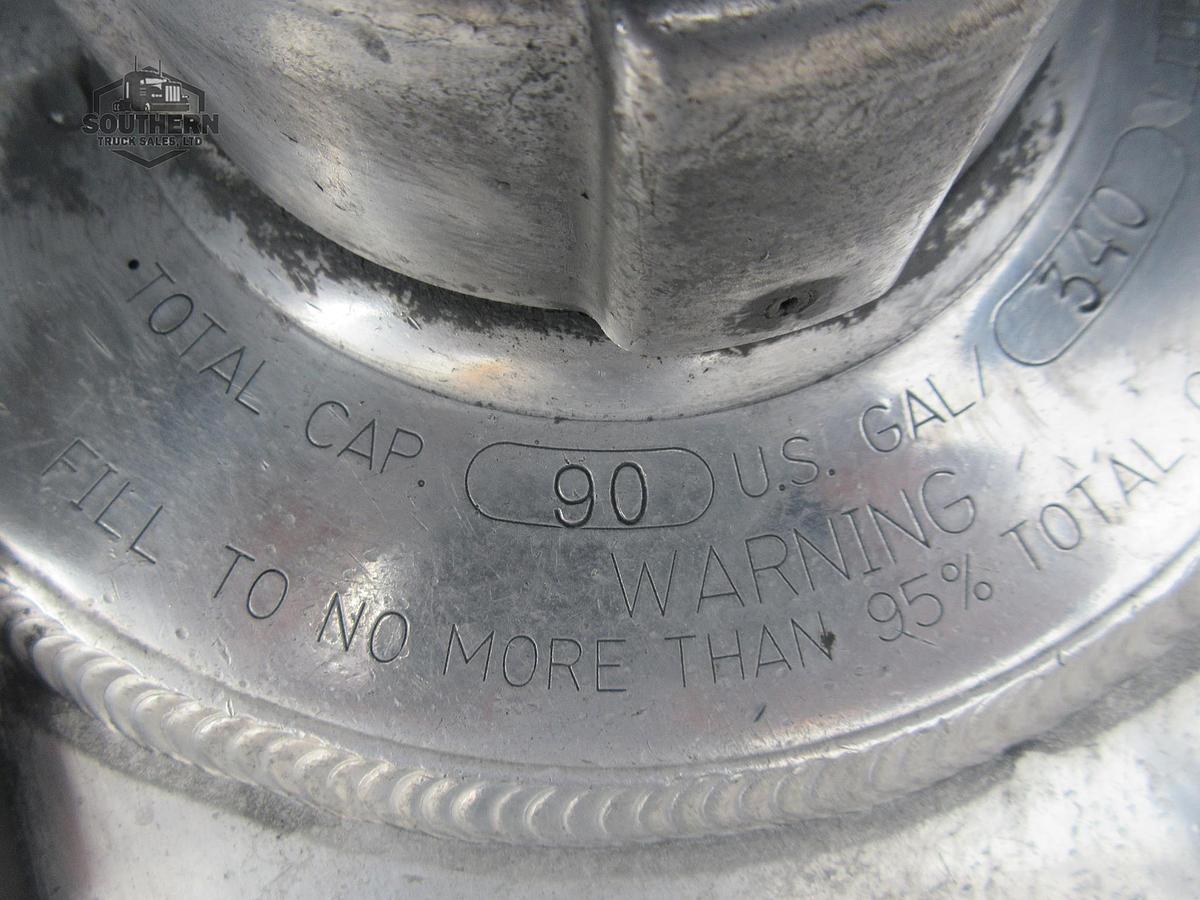 SOUTHERN
TRUCK SALES, LTD
TOTAL CAP. 90 U.S. GAL/ 340
WARNING
FILL TO NO MORE THAN 95% TOTAL